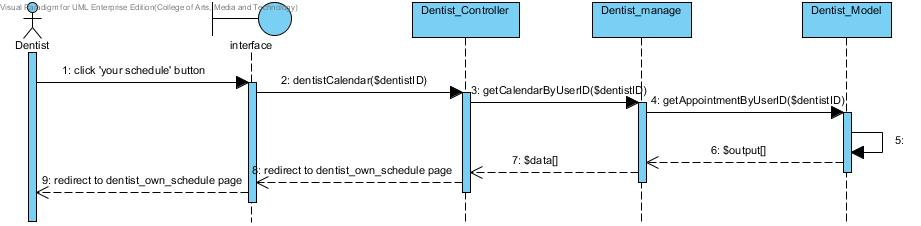 Visual Paradigm for UML Enterprise Edition(College of Arts, Media and Technology)
Dentist_Controller
Dentist_manage
Dentist_Model
Dentist
interface
1: click 'your schedule' button
2: dentistCalendar($dentistID)
3: getCalendarByUserID($dentistID)
4: getAppointmentByUserID($dentistID)
5:
6: $output[]
7: $data[]
8: redirect to dentist_own_schedule page
9: redirect to dentist_own_schedule page